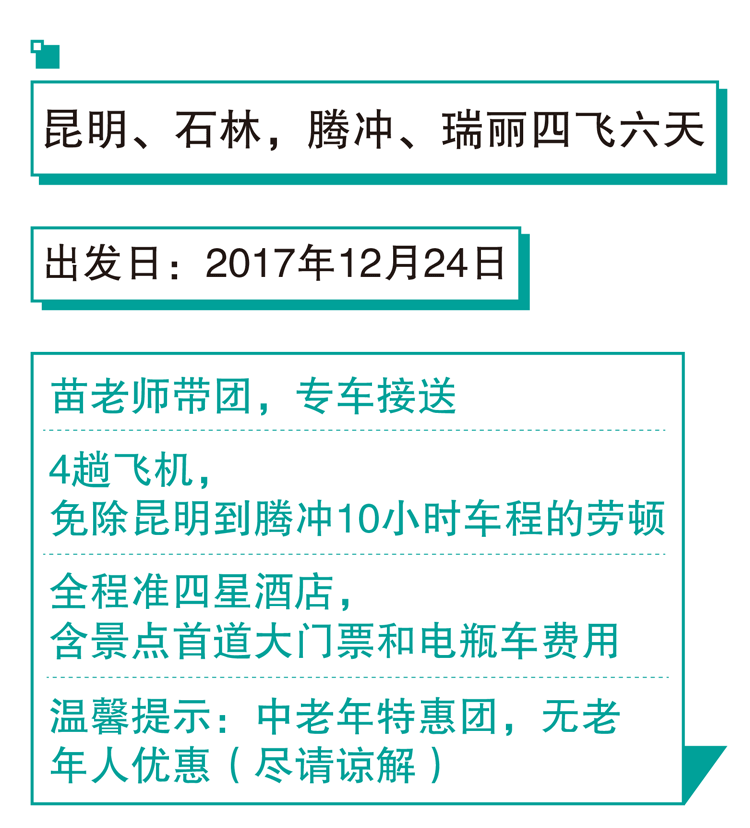 昆明、石林，腾冲、瑞丽四飞六天
出发日：2017年12月24日
苗老师带团，专车接送
4趟飞机，
免除昆明到腾冲10小时车程的劳顿
全程准四星酒店，
含景点首道大门票和电瓶车费用
温馨提示：中老年特惠团，无老
年人优惠（尽请谅解）